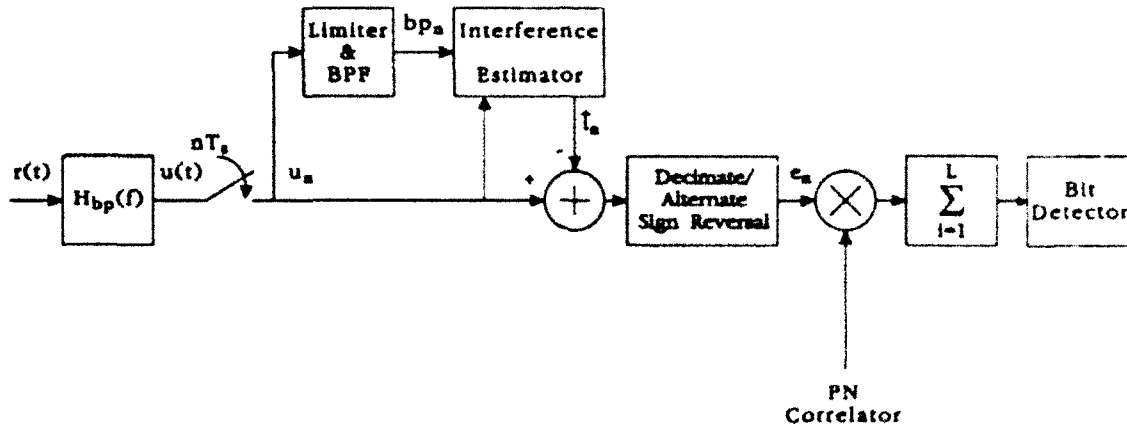 Limiter
&
BPF
bpₙ
Interference
Estimator
Îₙ
r(t)
H_bp(f)
u(t)
nTₛ
uₙ
+
-
+
Decimate/
Alternate
Sign Reversal
eₙ
×
L
∑
i=1
Bit
Detector
PN
Correlator